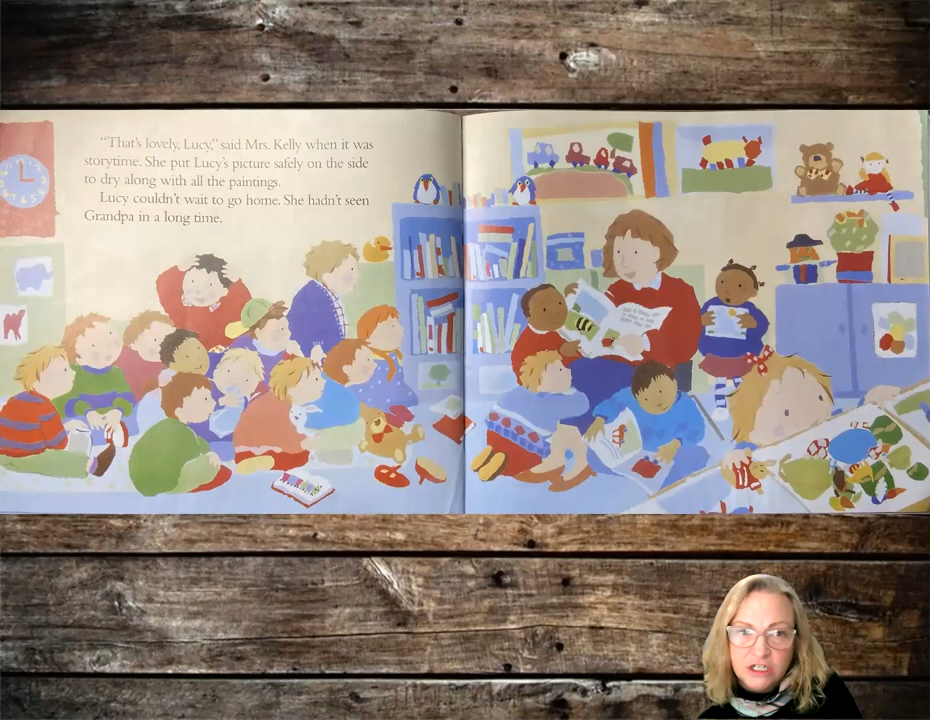 “That’s lovely, Lucy,” said Mrs. Kelly when it was
storytime. She put Lucy’s picture safely on the side
to dry along with all the paintings.
Lucy couldn’t wait to go home. She hadn’t seen
Grandpa in a long time.